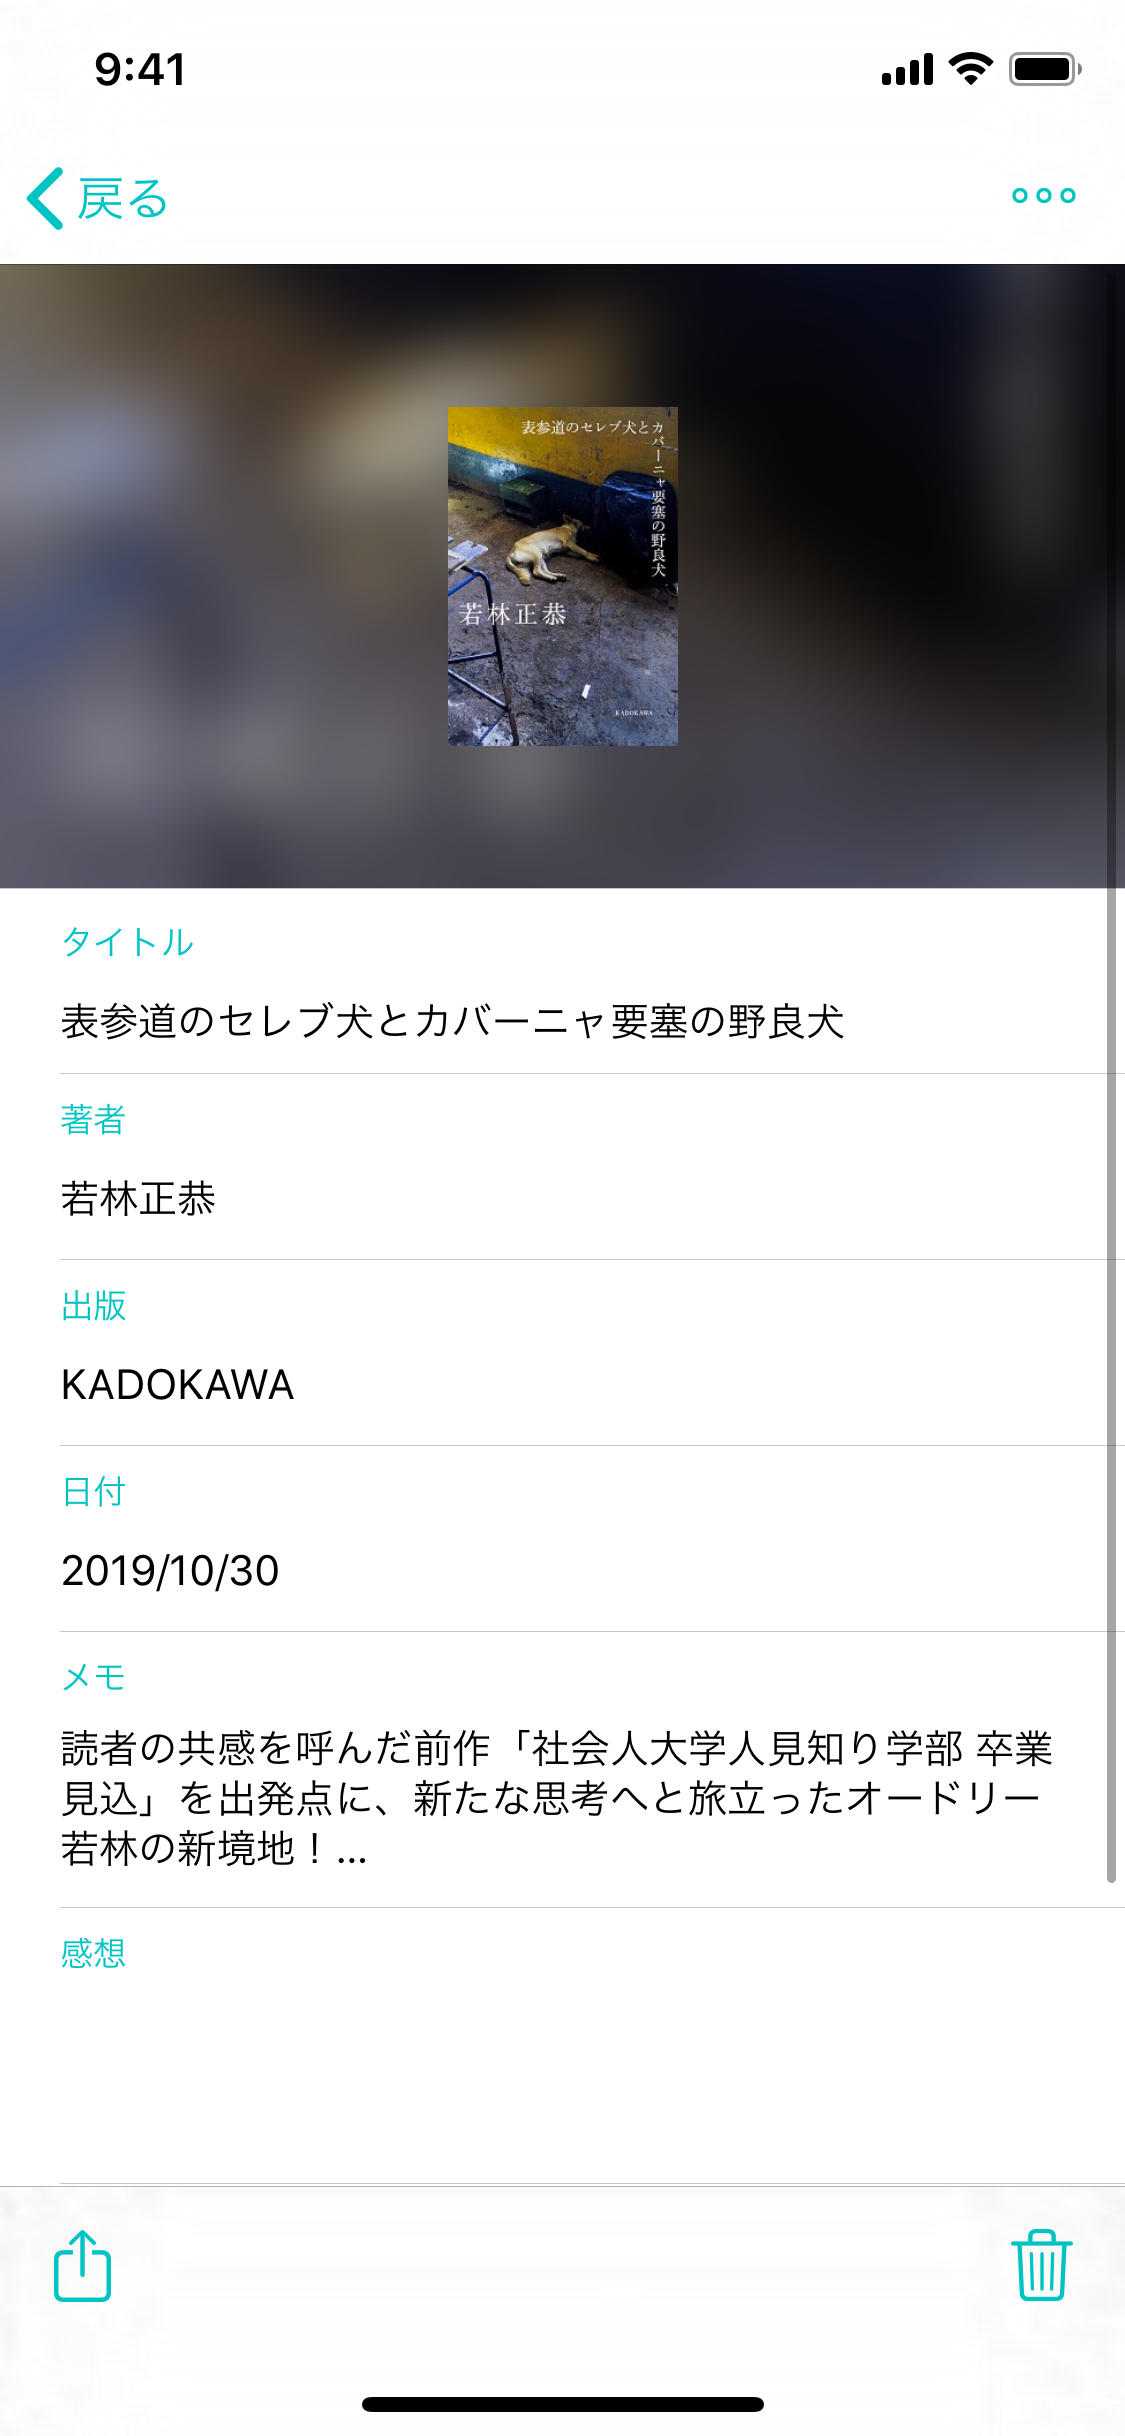 9:41
戻る
表参道のセレブ犬とカバーニャ要塞の野良犬
若林正恭
KADOKAWA
タイトル
表参道のセレブ犬とカバーニャ要塞の野良犬
著者
若林正恭
出版
KADOKAWA
日付
2019/10/30
メモ
読者の共感を呼んだ前作「社会人大学人見知り学部 卒業
見込」を出発点に、新たな思考へと旅立ったオードリー
若林の新境地！...
感想